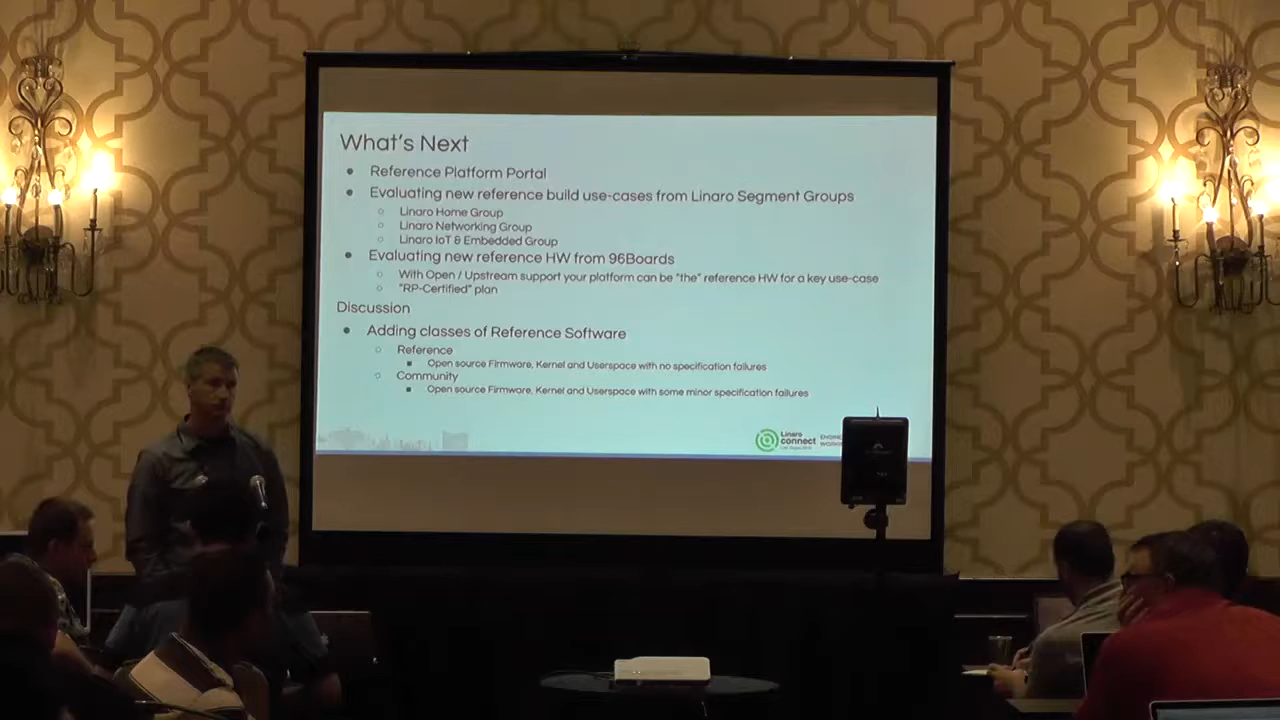 What's Next
● Reference Platform Portal
● Evaluating new reference build use-cases from Linaro Segment Groups
○ Linaro Home Group
○ Linaro Networking Group
○ Linaro IoT & Embedded Group
● Evaluating new reference HW from 96Boards
○ With Open / Upstream support your platform can be "the" reference HW for a key use-case
○ "RP-Certified" plan
Discussion
● Adding classes of Reference Software
○ Reference
■ Open source Firmware, Kernel and Userspace with no specification failures
○ Community
■ Open source Firmware, Kernel and Userspace with some minor specification failures
Linaro
connect